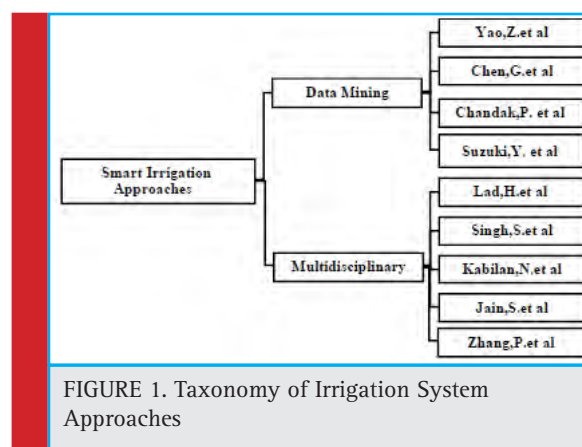 Yao,Z.et al
Chen,G.et al
Data Mining
Chandak,P. et al
Suzuki,Y. et al
Smart Irrigation
Approaches
Lad,H.et al
Singh,S.et al
Multidisciplinary
Kabilan,N.et al
Jain,S.et al
Zhang,P.et al
FIGURE 1. Taxonomy of Irrigation System
Approaches